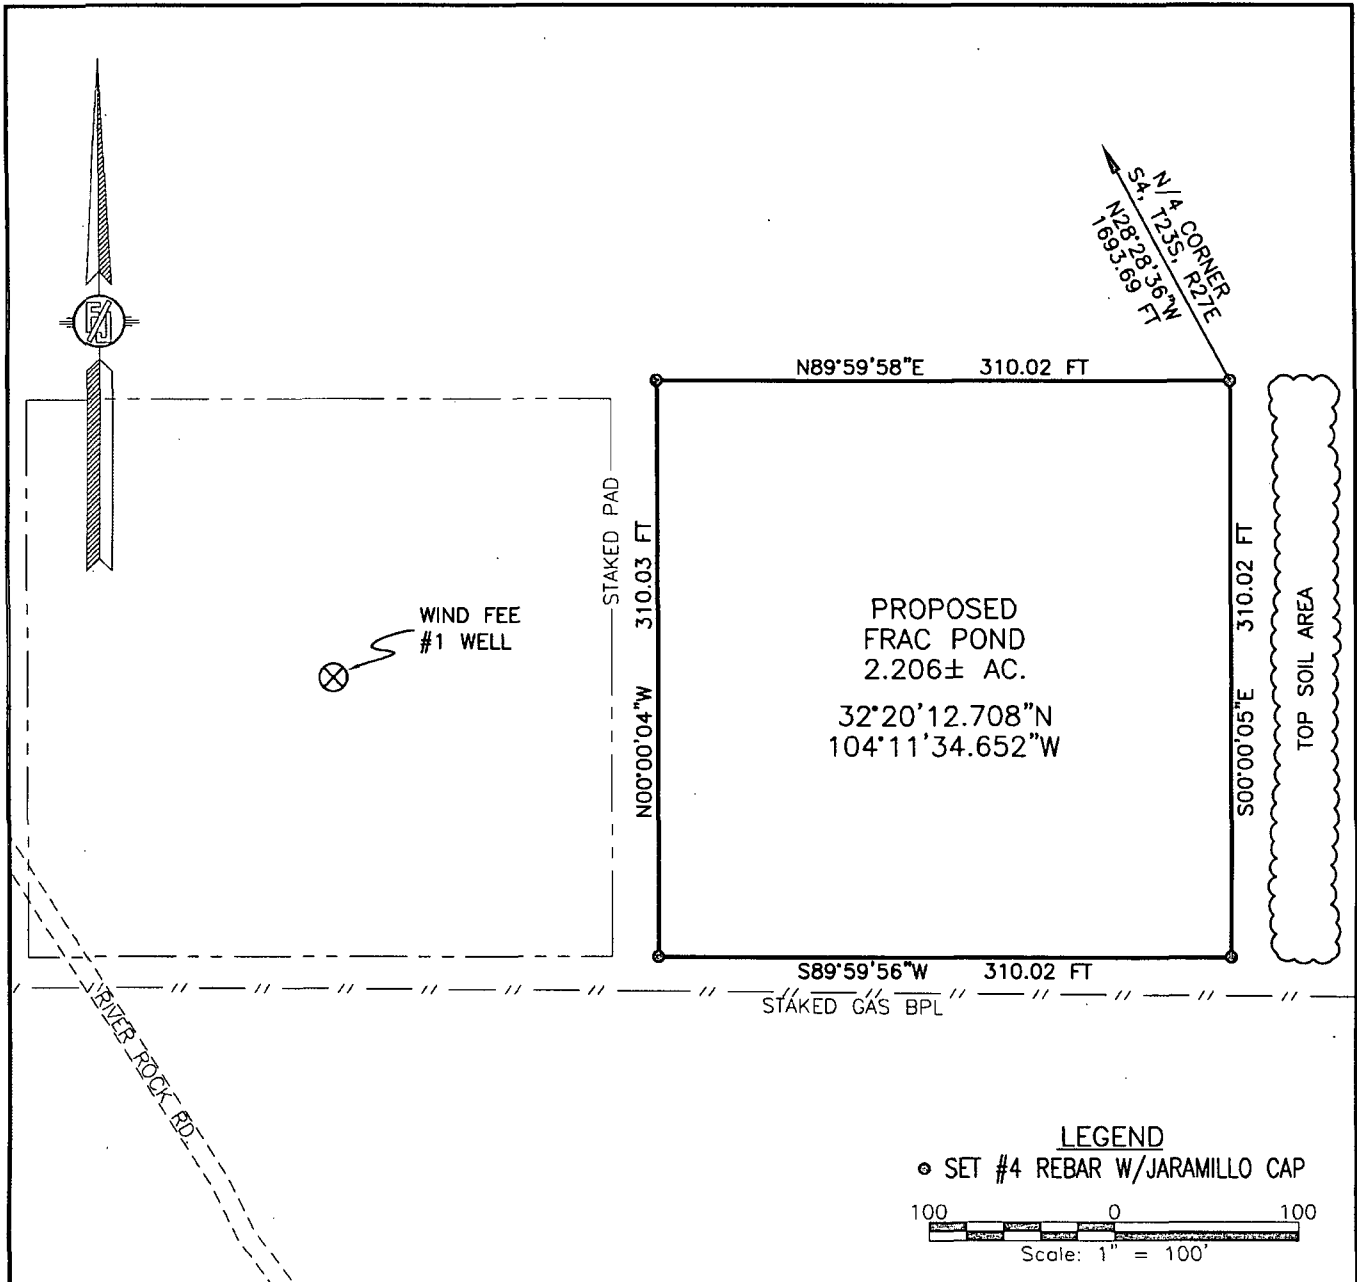 N/4 CORNER
S4, T23S, R27E
N28°28'36"W
1693.69 FT
N89°59'58"E 310.02 FT
STAKED PAD
N00°00'04"W 310.03 FT
WIND FEE
#1 WELL
PROPOSED
FRAC POND
2.206± AC.
32°20'12.708"N
104°11'34.652"W
S00°00'05"E 310.02 FT
TOP SOIL AREA
S89°59'56"W 310.02 FT
STAKED GAS BPL
RIVER ROCK RD
LEGEND
SET #4 REBAR W/JARAMILLO CAP
100 0 100
Scale: 1" = 100'